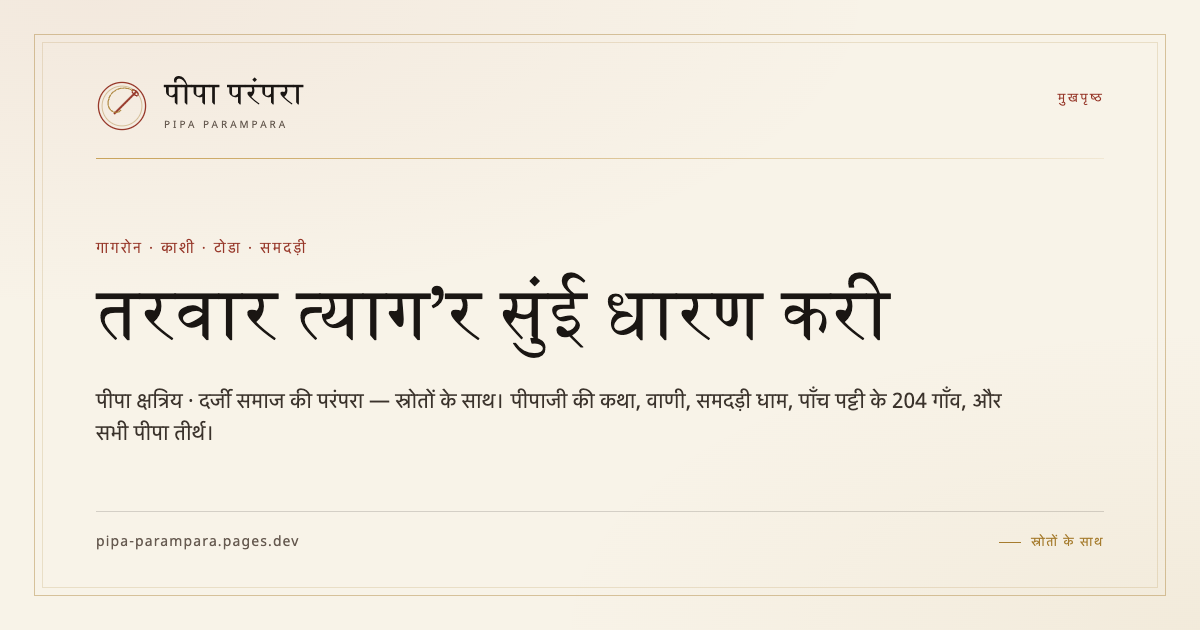 पीपा परंपरा
PIPA PARAMPARA
मुखपृष्ठ
गागरोन · काशी · टोडा · समदड़ी
तरवार त्याग’र सुंई धारण करी
पीपा क्षत्रिय · दर्जी समाज की परंपरा — स्रोतों के साथ। पीपाजी की कथा, वाणी, समदड़ी धाम, पाँच पट्टी के 204 गाँव, और
सभी पीपा तीर्थ।
pipa-parampara.pages.dev
स्रोतों के साथ